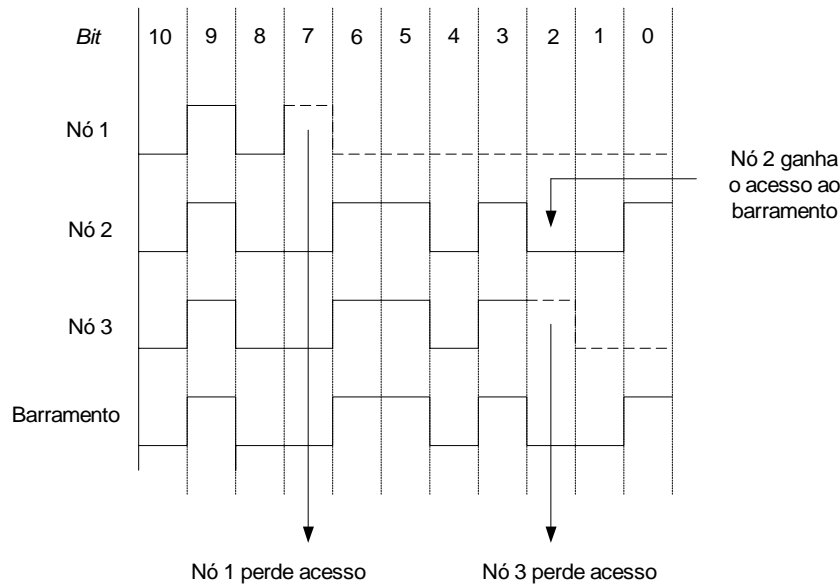 Bit 10 9 8 7 6 5 4 3 2 1 0
Nó 1
Nó 2 ganha
o acesso ao
barramento
Nó 2
Nó 3
Barramento
Nó 1 perde acesso
Nó 3 perde acesso